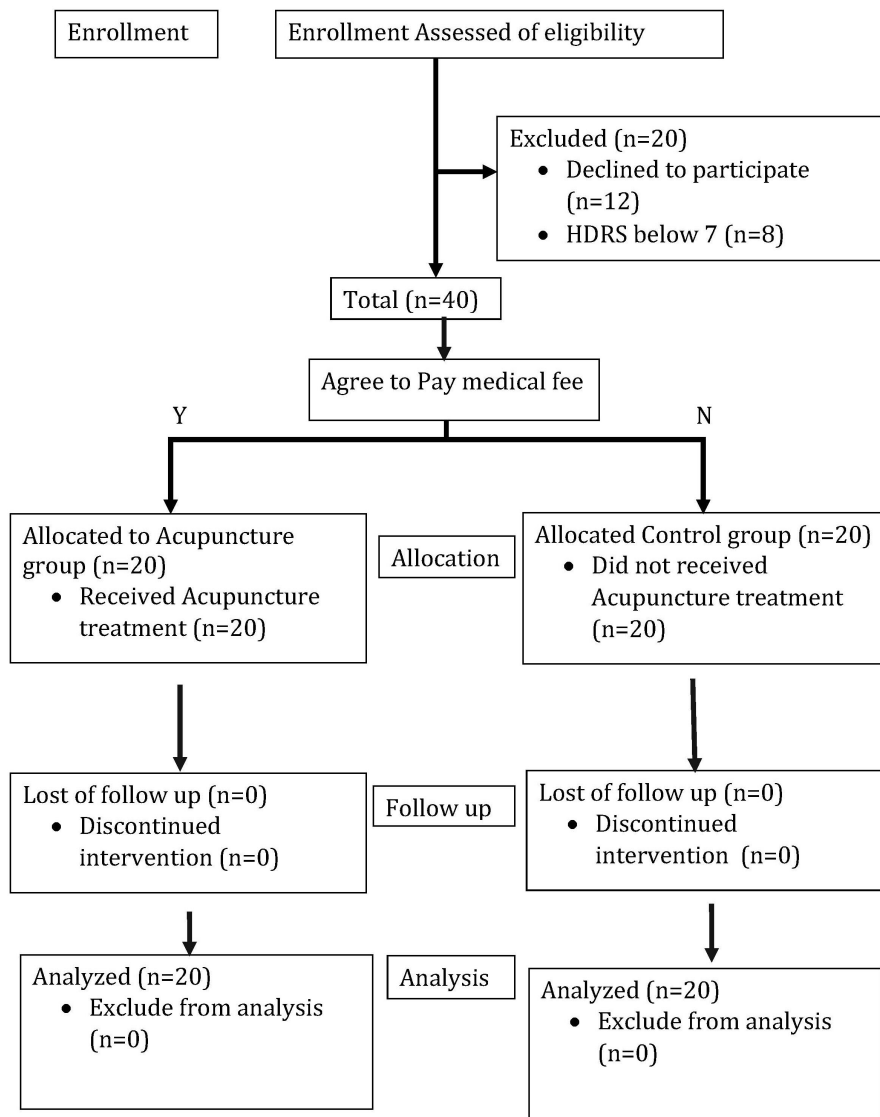 Enrollment
Enrollment Assessed of eligibility
Excluded (n=20)
• Declined to participate
(n=12)
• HDRS below 7 (n=8)
Total (n=40)
Agree to Pay medical fee
Y
N
Allocated to Acupuncture
group (n=20)
• Received Acupuncture
treatment (n=20)
Allocation
Allocated Control group (n=20)
• Did not received
Acupuncture treatment
(n=20)
Lost of follow up (n=0)
• Discontinued
intervention (n=0)
Follow up
Lost of follow up (n=0)
• Discontinued
intervention (n=0)
Analyzed (n=20)
• Exclude from analysis
(n=0)
Analysis
Analyzed (n=20)
• Exclude from analysis
(n=0)